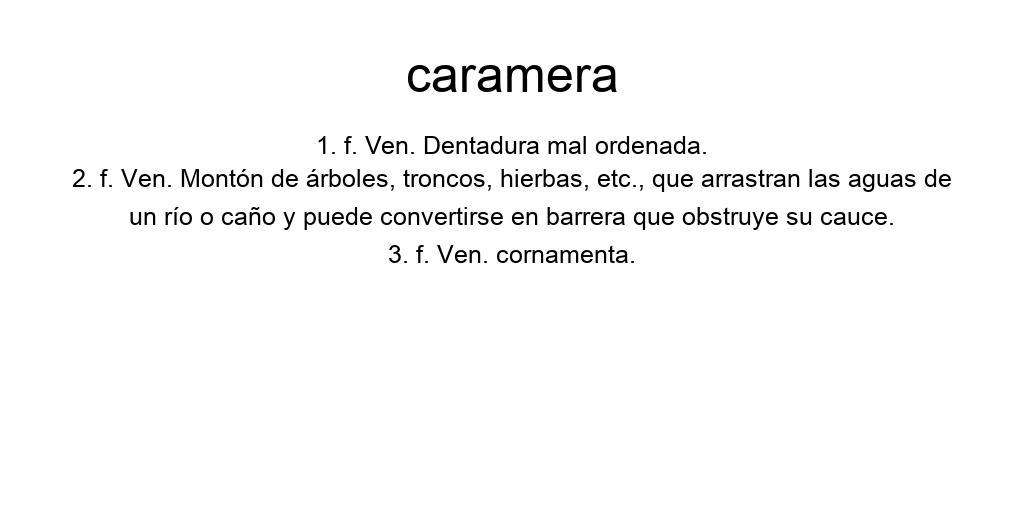 caramera
1. f. Ven. Dentadura mal ordenada.
2. f. Ven. Montón de árboles, troncos, hierbas, etc., que arrastran las aguas de
un río o caño y puede convertirse en barrera que obstruye su cauce.
3. f. Ven. cornamenta.